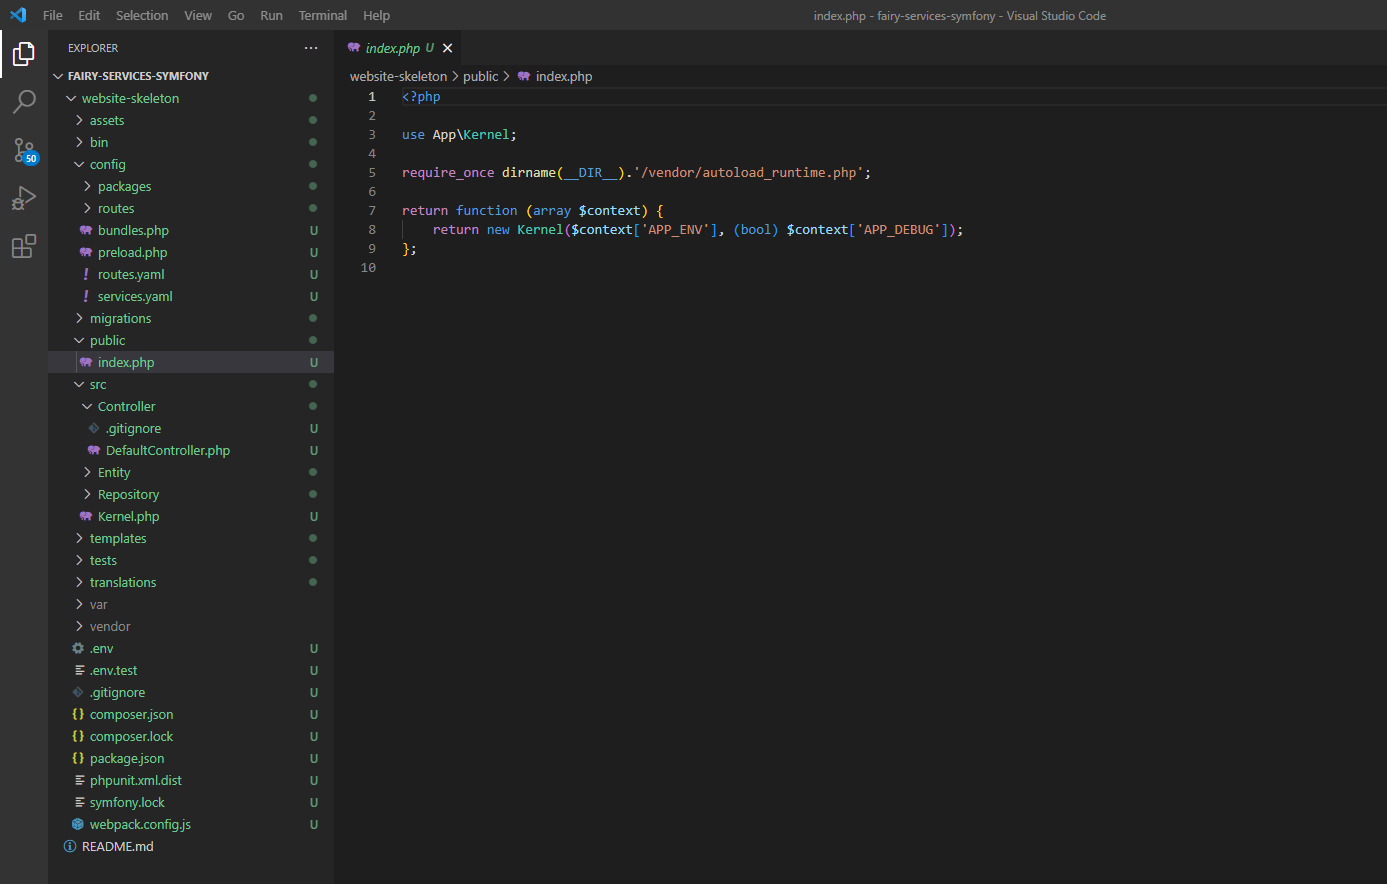 File Edit Selection View Go Run Terminal Help index.php - fairy-services-symfony - Visual Studio Code
EXPLORER ···
50
FAIRY-SERVICES-SYMFONY
website-skeleton
assets
bin
config
packages
routes
bundles.php U
preload.php U
! routes.yaml U
! services.yaml U
migrations
public
index.php U
src
Controller
.gitignore U
DefaultController.php U
Entity
Repository
Kernel.php U
templates
tests
translations
var
vendor
.env U
.env.test U
.gitignore U
{} composer.json U
{} composer.lock U
{} package.json U
phpunit.xml.dist U
symfony.lock U
webpack.config.js U
README.md
index.php U
website-skeleton > public > index.php
1 <?php
2
3 use App\Kernel;
4
5 require_once dirname(__DIR__).'/vendor/autoload_runtime.php';
6
7 return function (array $context) {
8 return new Kernel($context['APP_ENV'], (bool) $context['APP_DEBUG']);
9 };
10